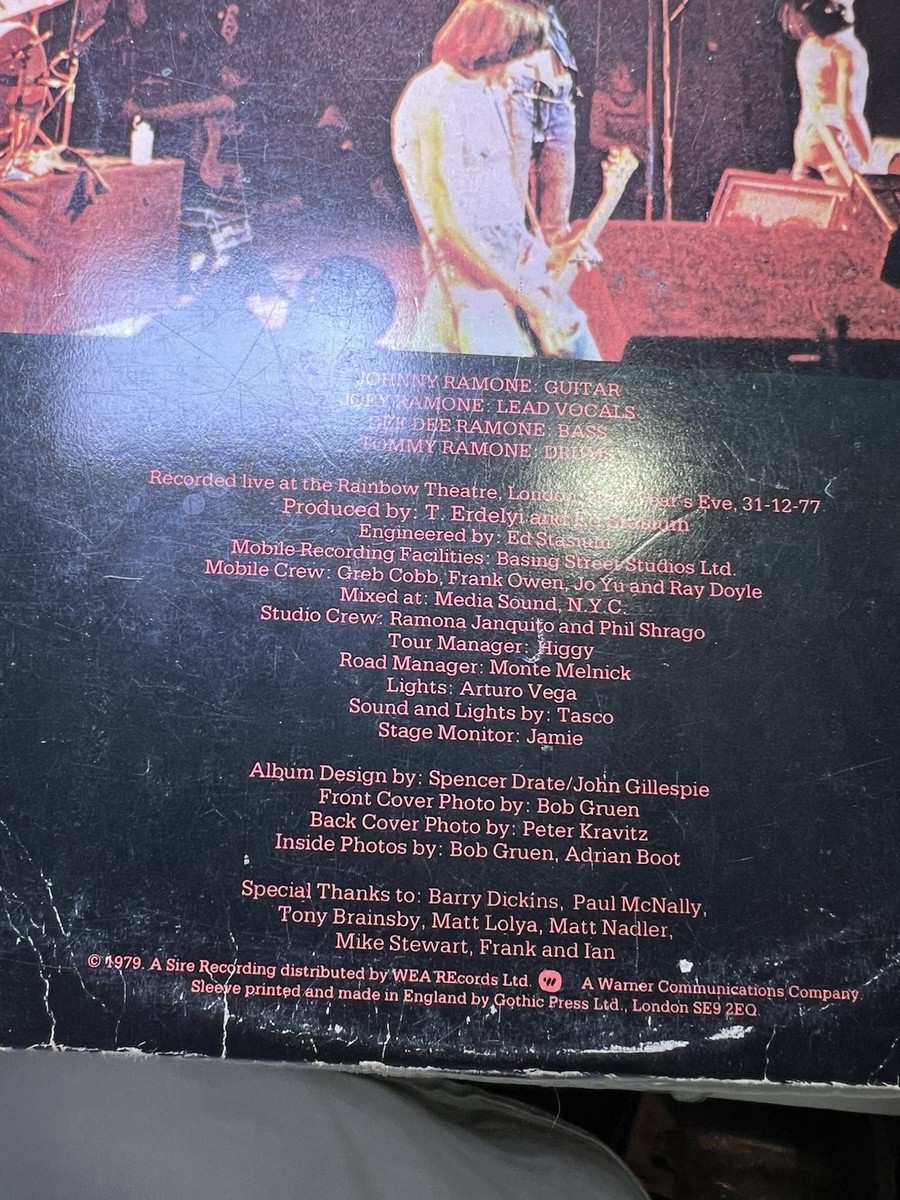 JOHNNY RAMONE: GUITAR
JOEY RAMONE: LEAD VOCALS
DEE DEE RAMONE: BASS
TOMMY RAMONE: DRUMS
Recorded live at the Rainbow Theatre, London, Year's Eve, 31-12-77
Produced by: T. Erdelyi and Ed Stasium
Engineered by: Ed Stasium
Mobile Recording Facilities: Basing Street Studios Ltd.
Mobile Crew: Greb Cobb, Frank Owen, Jo Yu and Ray Doyle
Mixed at: Media Sound, N.Y.C.
Studio Crew: Ramona Janquito and Phil Shrago
Tour Manager: Higgy
Road Manager: Monte Melnick
Lights: Arturo Vega
Sound and Lights by: Tasco
Stage Monitor: Jamie
Album Design by: Spencer Drate/John Gillespie
Front Cover Photo by: Bob Gruen
Back Cover Photo by: Peter Kravitz
Inside Photos by: Bob Gruen, Adrian Boot
Special Thanks to: Barry Dickins, Paul McNally,
Tony Brainsby, Matt Lolya, Matt Nadler,
Mike Stewart, Frank and Ian
© 1979. A Sire Recording distributed by WEA REcords Ltd. A Warner Communications Company
Sleeve printed and made in England by Gothic Press Ltd., London SE9 2EQ.